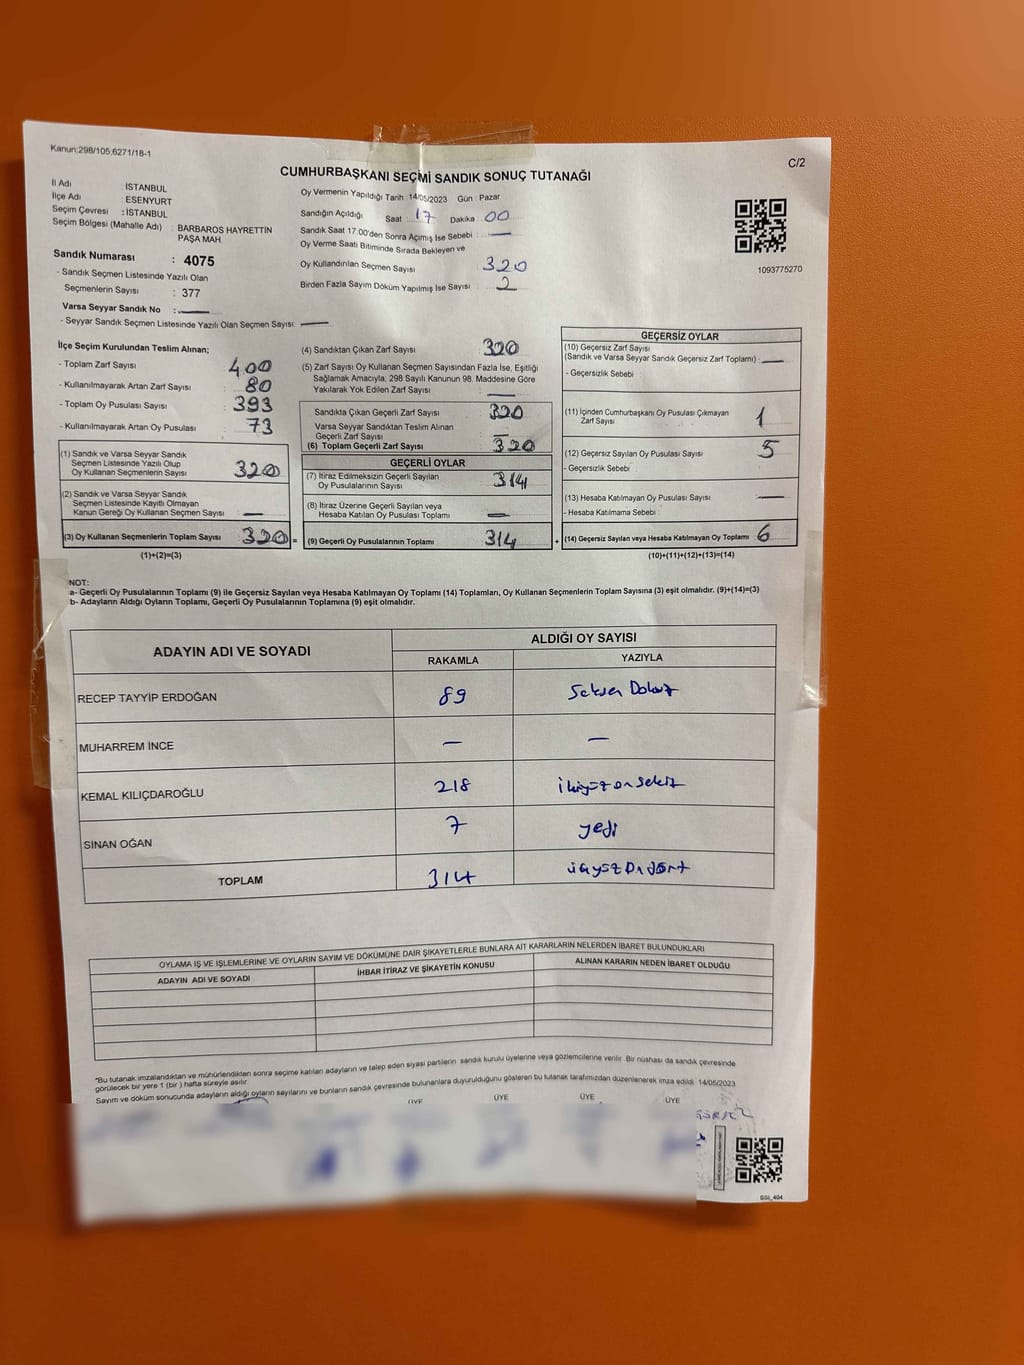 Kanun:298/105,6271/18-1
C/2
CUMHURBAŞKANI SEÇMİ SANDIK SONUÇ TUTANAĞI
İl Adı : İSTANBUL
İlçe Adı : ESENYURT
Seçim Çevresi : İSTANBUL
Seçim Bölgesi (Mahalle Adı) : BARBAROS HAYRETTİN
PAŞA MAH.
Sandık Numarası : 4075
- Sandık Seçmen Listesinde Yazılı Olan
Seçmenlerin Sayısı : 377
Varsa Seyyar Sandık No : —
- Seyyar Sandık Seçmen Listesinde Yazılı Olan Seçmen Sayısı: —
Oy Vermenin Yapıldığı Tarih : 14/05/2023 Gün : Pazar
Sandığın Açıldığı Saat : 17 Dakika : 00
Sandık Saat 17.00'den Sonra Açılmış İse Sebebi : —
Oy Verme Saati Bitiminde Sırada Bekleyen ve
Oy Kullandırılan Seçmen Sayısı : 320
Birden Fazla Sayım Döküm Yapılmış İse Sayısı : 2
1093775270
İlçe Seçim Kurulundan Teslim Alınan;
- Toplam Zarf Sayısı : 400
- Kullanılmayarak Artan Zarf Sayısı : 80
- Toplam Oy Pusulası Sayısı : 393
- Kullanılmayarak Artan Oy Pusulası : 73
(1) Sandık ve Varsa Seyyar Sandık
Seçmen Listesinde Yazılı Olup
Oy Kullanan Seçmenlerin Sayısı : 320
(2) Sandık ve Varsa Seyyar Sandık
Seçmen Listesinde Kayıtlı Olmayan
Kanun Gereği Oy Kullanan Seçmen Sayısı : —
(3) Oy Kullanan Seçmenlerin Toplam Sayısı : 320 =
(1)+(2)=(3)
(4) Sandıktan Çıkan Zarf Sayısı : 320
(5) Zarf Sayısı Oy Kullanan Seçmen Sayısından Fazla İse, Eşitliği
Sağlamak Amacıyla, 298 Sayılı Kanunun 98. Maddesine Göre
Yakılarak Yok Edilen Zarf Sayısı : —
Sandıkta Çıkan Geçerli Zarf Sayısı : 320
Varsa Seyyar Sandıktan Teslim Alınan
Geçerli Zarf Sayısı : —
(6) Toplam Geçerli Zarf Sayısı : 320
GEÇERLİ OYLAR
(7) İtiraz Edilmeksizin Geçerli Sayılan
Oy Pusulalarının Sayısı : 314
(8) İtiraz Üzerine Geçerli Sayılan veya
Hesaba Katılan Oy Pusulası Toplamı : —
(9) Geçerli Oy Pusulalarının Toplamı : 314 +
GEÇERSİZ OYLAR
(10) Geçersiz Zarf Sayısı
(Sandık ve Varsa Seyyar Sandık Geçersiz Zarf Toplamı) : —
- Geçersizlik Sebebi :
(11) İçinden Cumhurbaşkanı Oy Pusulası Çıkmayan
Zarf Sayısı : 1
(12) Geçersiz Sayılan Oy Pusulası Sayısı : 5
- Geçersizlik Sebebi :
(13) Hesaba Katılmayan Oy Pusulası Sayısı : —
- Hesaba Katılmama Sebebi :
(14) Geçersiz Sayılan veya Hesaba Katılmayan Oy Toplamı : 6
(10)+(11)+(12)+(13)=(14)
NOT:
a- Geçerli Oy Pusulalarının Toplamı (9) ile Geçersiz Sayılan veya Hesaba Katılmayan Oy Toplamı (14) Toplamları, Oy Kullanan Seçmenlerin Toplam Sayısına (3) eşit olmalıdır. (9)+(14)=(3)
b- Adayların Aldığı Oyların Toplamı, Geçerli Oy Pusulalarının Toplamına (9) eşit olmalıdır.
ADAYIN ADI VE SOYADI ALDIĞI OY SAYISI
RAKAMLA YAZIYLA
RECEP TAYYİP ERDOĞAN 89 Seksen Dokuz
MUHARREM İNCE — —
KEMAL KILIÇDAROĞLU 218 ikiyüz onsekiz
SİNAN OĞAN 7 yedi
TOPLAM 314 üçyüz Ondört
OYLAMA İŞ VE İŞLEMLERİNE VE OYLARIN SAYIM VE DÖKÜMÜNE DAİR ŞİKAYETLERLE BUNLARA AİT KARARLARIN NELERDEN İBARET BULUNDUKLARI
ADAYIN ADI VE SOYADI İHBAR İTİRAZ VE ŞİKAYETİN KONUSU ALINAN KARARIN NEDEN İBARET OLDUĞU
*Bu tutanak imzalandıktan ve mühürlendikten sonra seçime katılan adayların ve talep eden siyasi partilerin sandık kurulu üyelerine veya gözlemcilerine verilir. Bir nüshası da sandık çevresinde
görülecek bir yere 1 (bir) hafta süreyle asılır.
Sayım ve döküm sonucunda adayların aldığı oyların sayılarını ve bunların sandık çevresinde bulunanlara duyurulduğunu gösteren bu tutanak tarafımızdan düzenlenerek imza edildi. 14/05/2023
ÜYE ÜYE ÜYE ÜYE
GSI_404